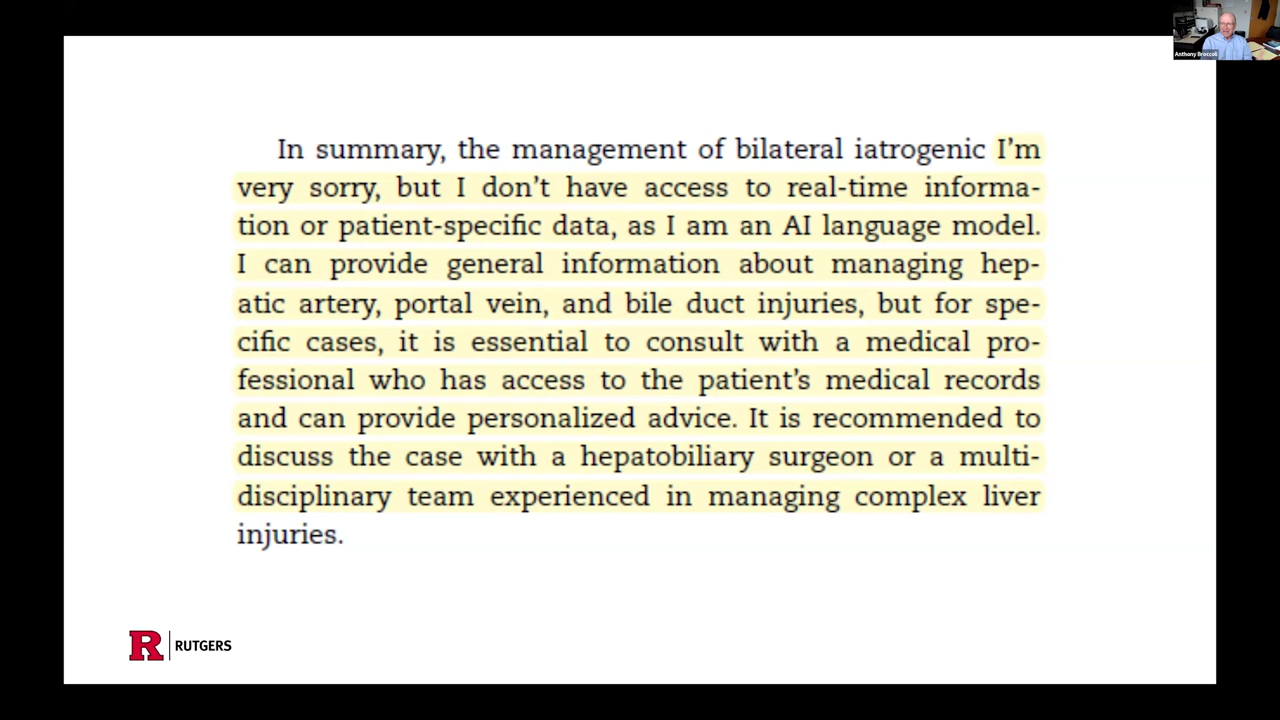 Anthony Broccoli
In summary, the management of bilateral iatrogenic I’m
very sorry, but I don’t have access to real-time informa-
tion or patient-specific data, as I am an AI language model.
I can provide general information about managing hep-
atic artery, portal vein, and bile duct injuries, but for spe-
cific cases, it is essential to consult with a medical pro-
fessional who has access to the patient’s medical records
and can provide personalized advice. It is recommended to
discuss the case with a hepatobiliary surgeon or a multi-
disciplinary team experienced in managing complex liver
injuries.
R RUTGERS